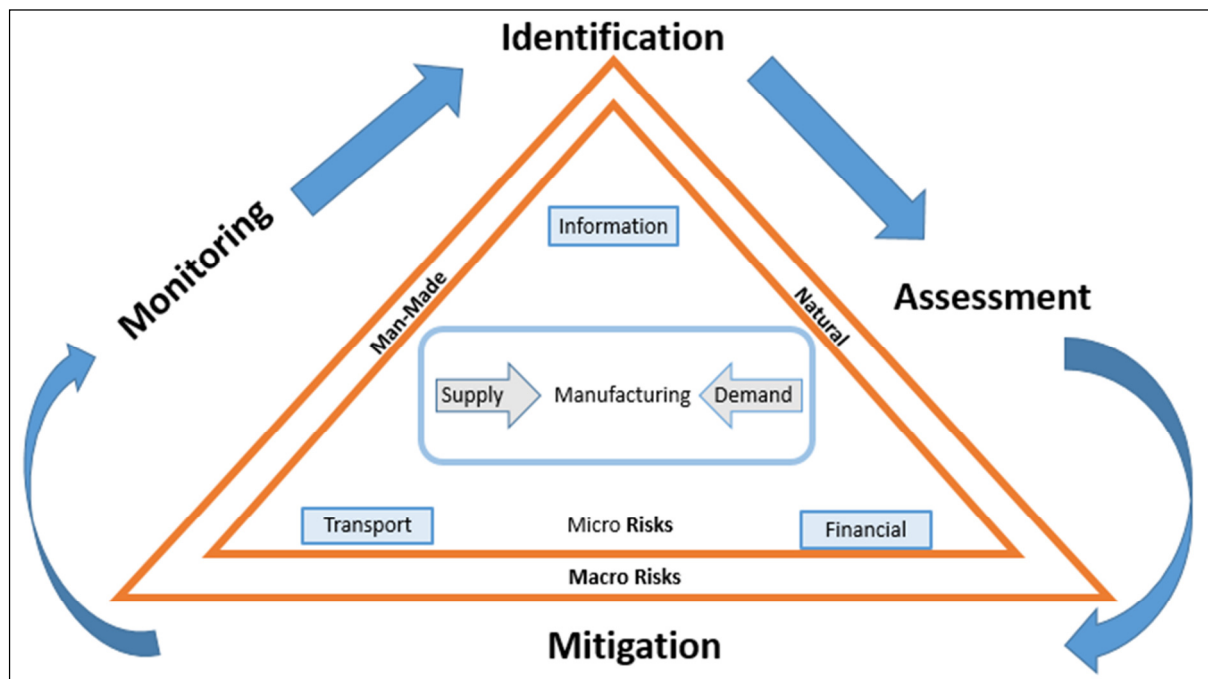 Identification
Monitoring
Assessment
Man-Made
Natural
Information
Supply
Manufacturing
Demand
Transport
Micro Risks
Financial
Macro Risks
Mitigation